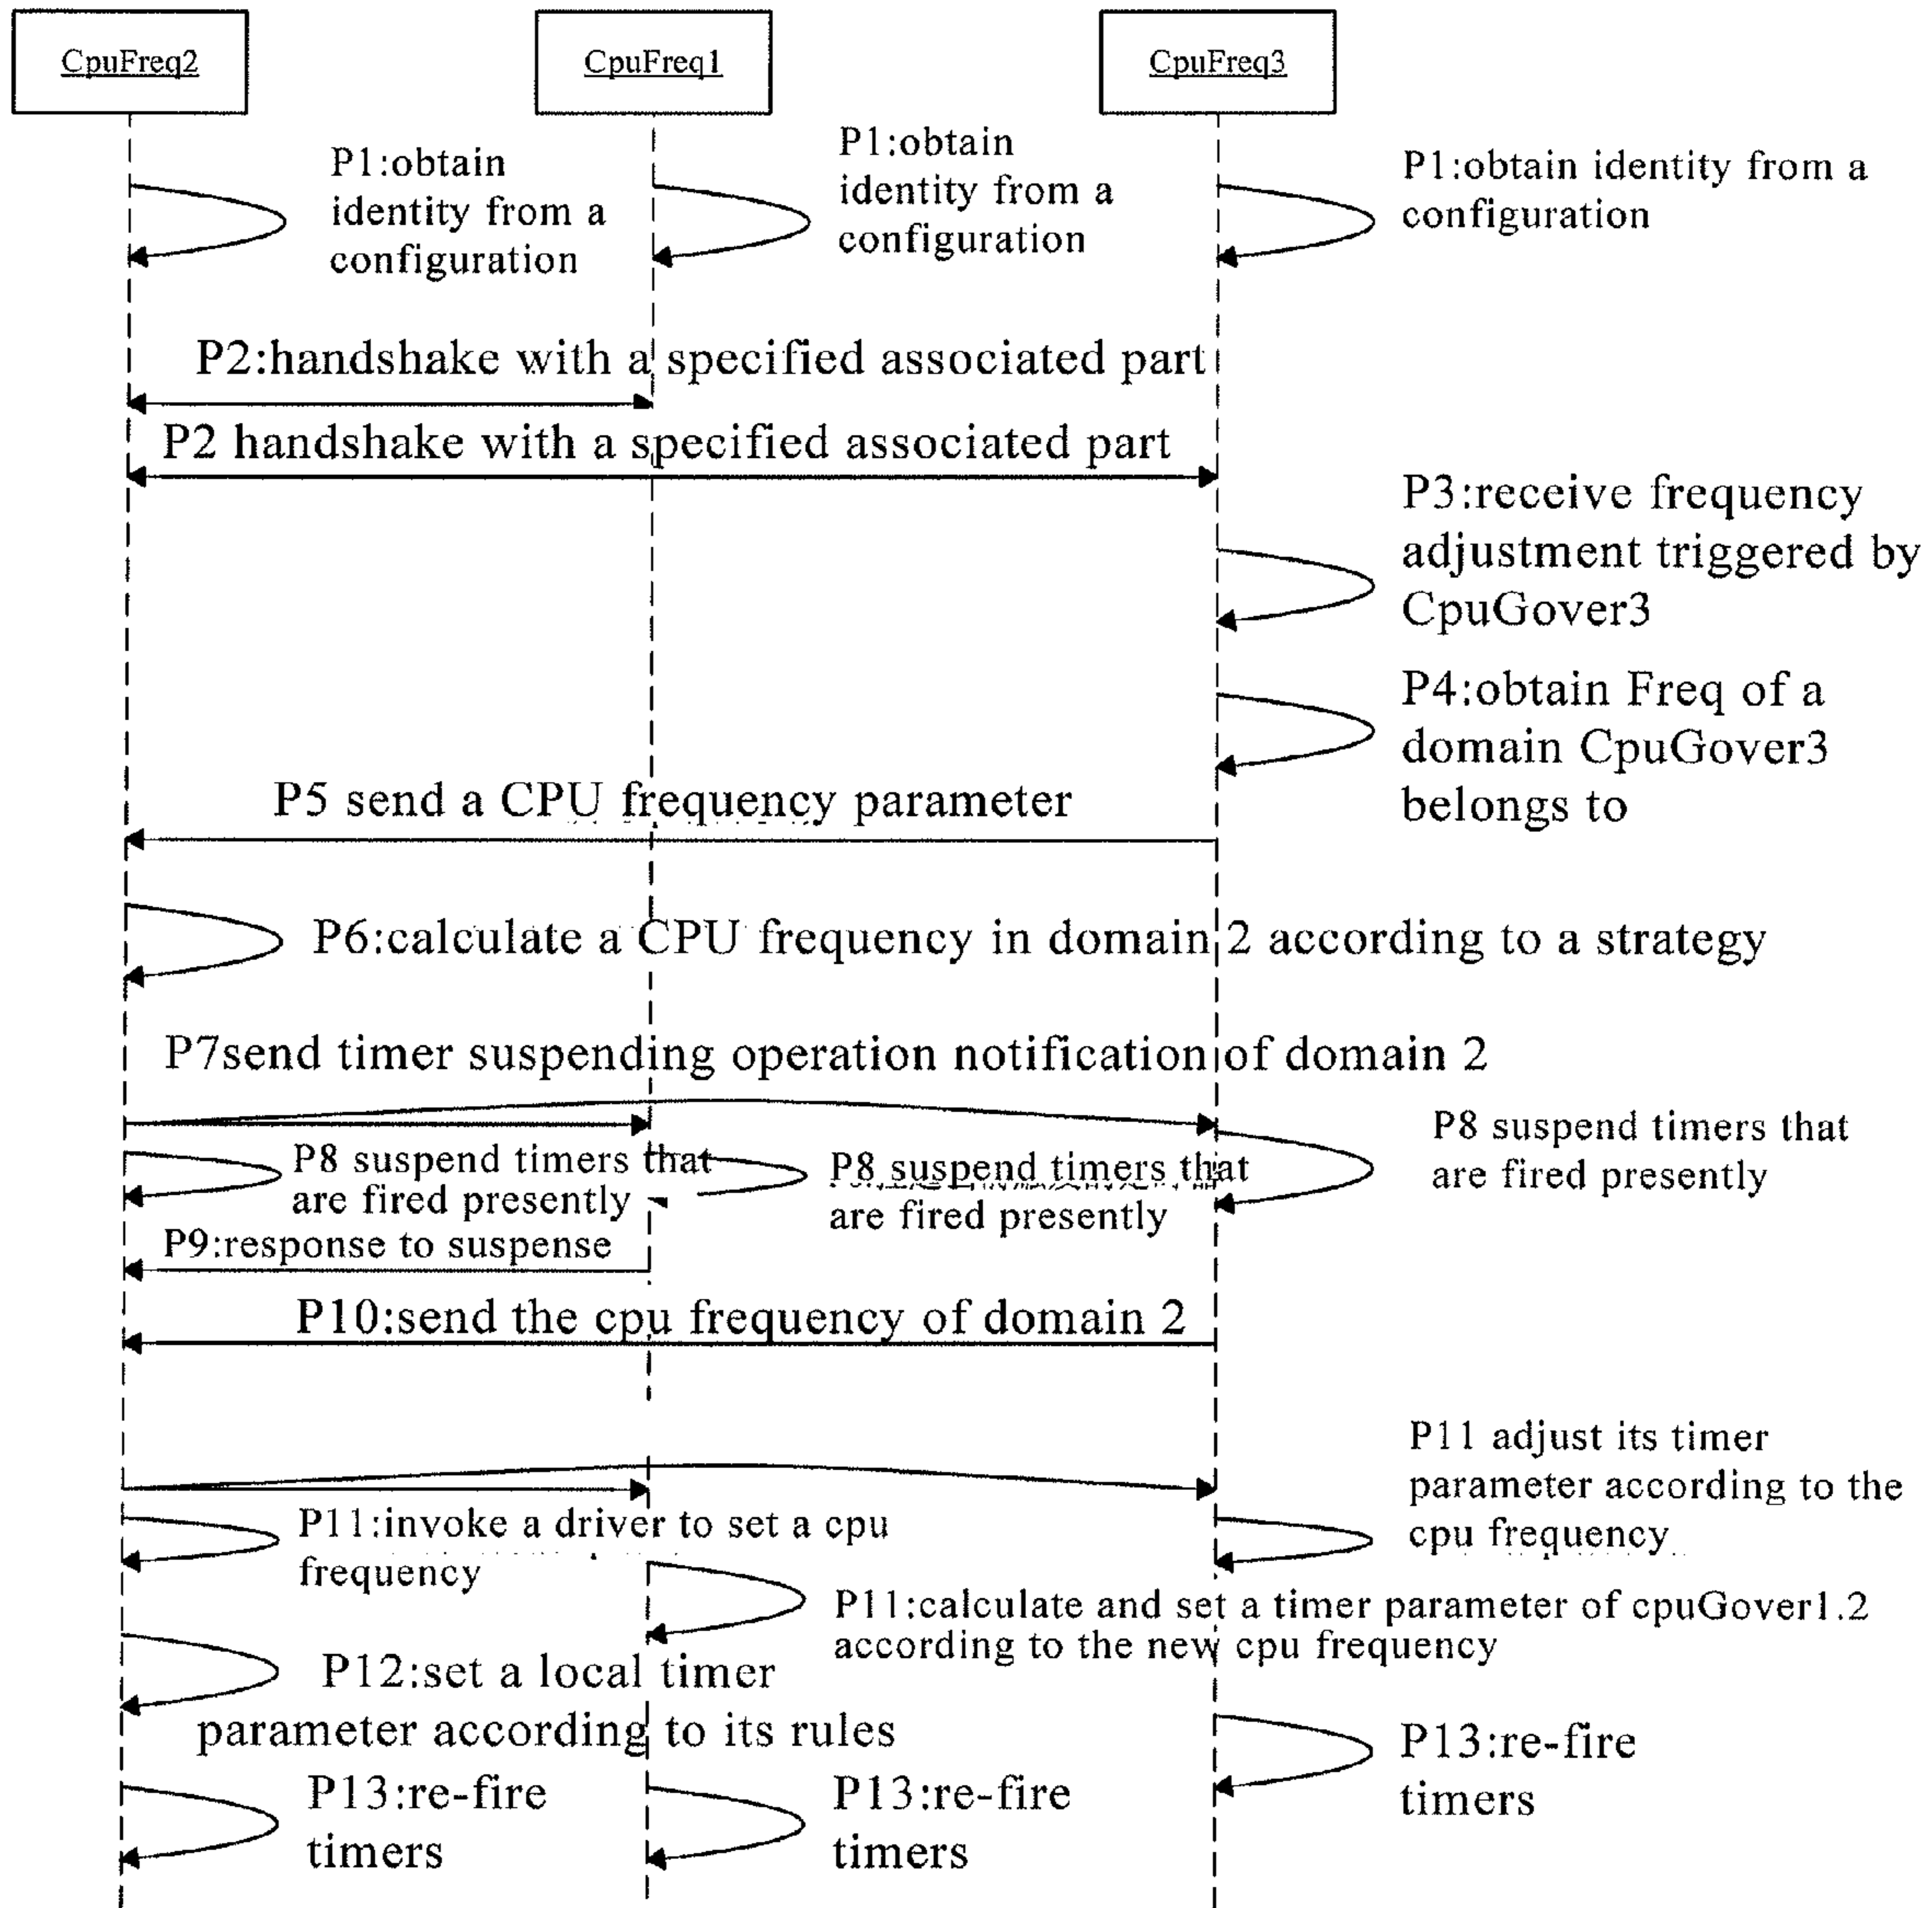 CpuFreq2
CpuFreq1
CpuFreq3
P1:obtain
identity from a
configuration
P1:obtain
identity from a
configuration
P1:obtain identity from a
configuration
P2:handshake with a specified associated part
P2 handshake with a specified associated part
P3:receive frequency
adjustment triggered by
CpuGover3
P4:obtain Freq of a
domain CpuGover3
belongs to
P5 send a CPU frequency parameter
P6:calculate a CPU frequency in domain 2 according to a strategy
P7send timer suspending operation notification of domain 2
P8 suspend timers that
are fired presently
P8 suspend timers that
are fired presently
P8 suspend timers that
are fired presently
P9:response to suspense
P10:send the cpu frequency of domain 2
P11 adjust its timer
parameter according to the
cpu frequency
P11:invoke a driver to set a cpu
frequency
P11:calculate and set a timer parameter of cpuGover1.2
according to the new cpu frequency
P12:set a local timer
parameter according to its rules
P13:re-fire
timers
P13:re-fire
timers
P13:re-fire
timers